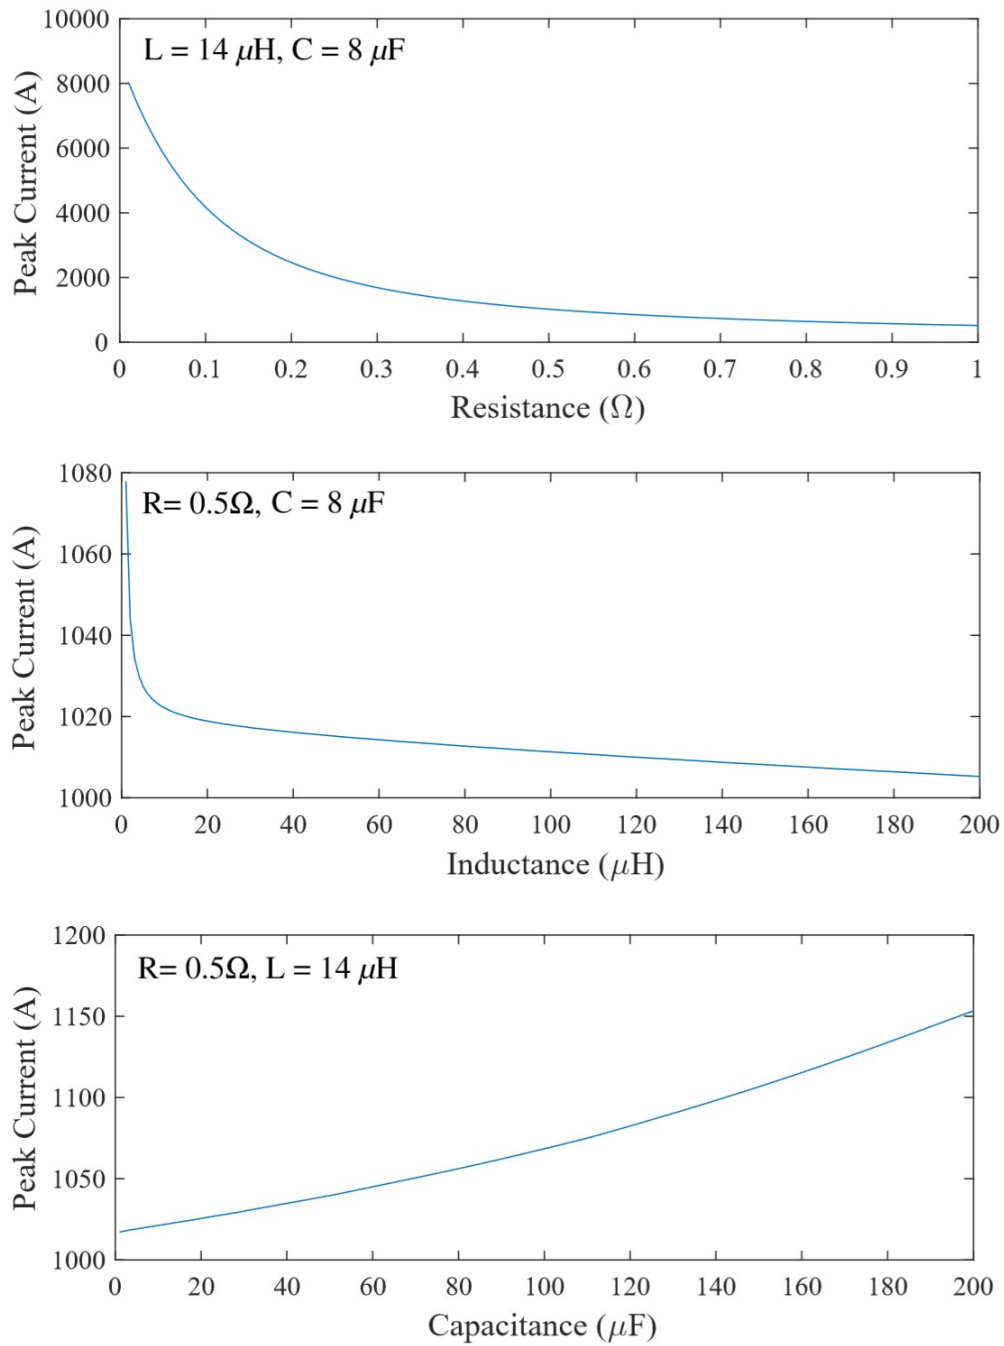 10000
8000
6000
4000
2000
0
Peak Current (A)
L = 14 μH, C = 8 μF
0 0.1 0.2 0.3 0.4 0.5 0.6 0.7 0.8 0.9 1
Resistance (Ω)
1080
1060
1040
1020
1000
Peak Current (A)
R= 0.5Ω, C = 8 μF
0 20 40 60 80 100 120 140 160 180 200
Inductance (μH)
1200
1150
1100
1050
1000
Peak Current (A)
R= 0.5Ω, L = 14 μH
0 20 40 60 80 100 120 140 160 180 200
Capacitance (μF)